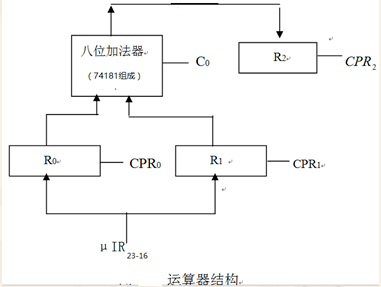 八位加法器
（74181组成）
C0
R2
CPR2
R0
CPR0
R1
CPR1
μIR23-16
运算器结构